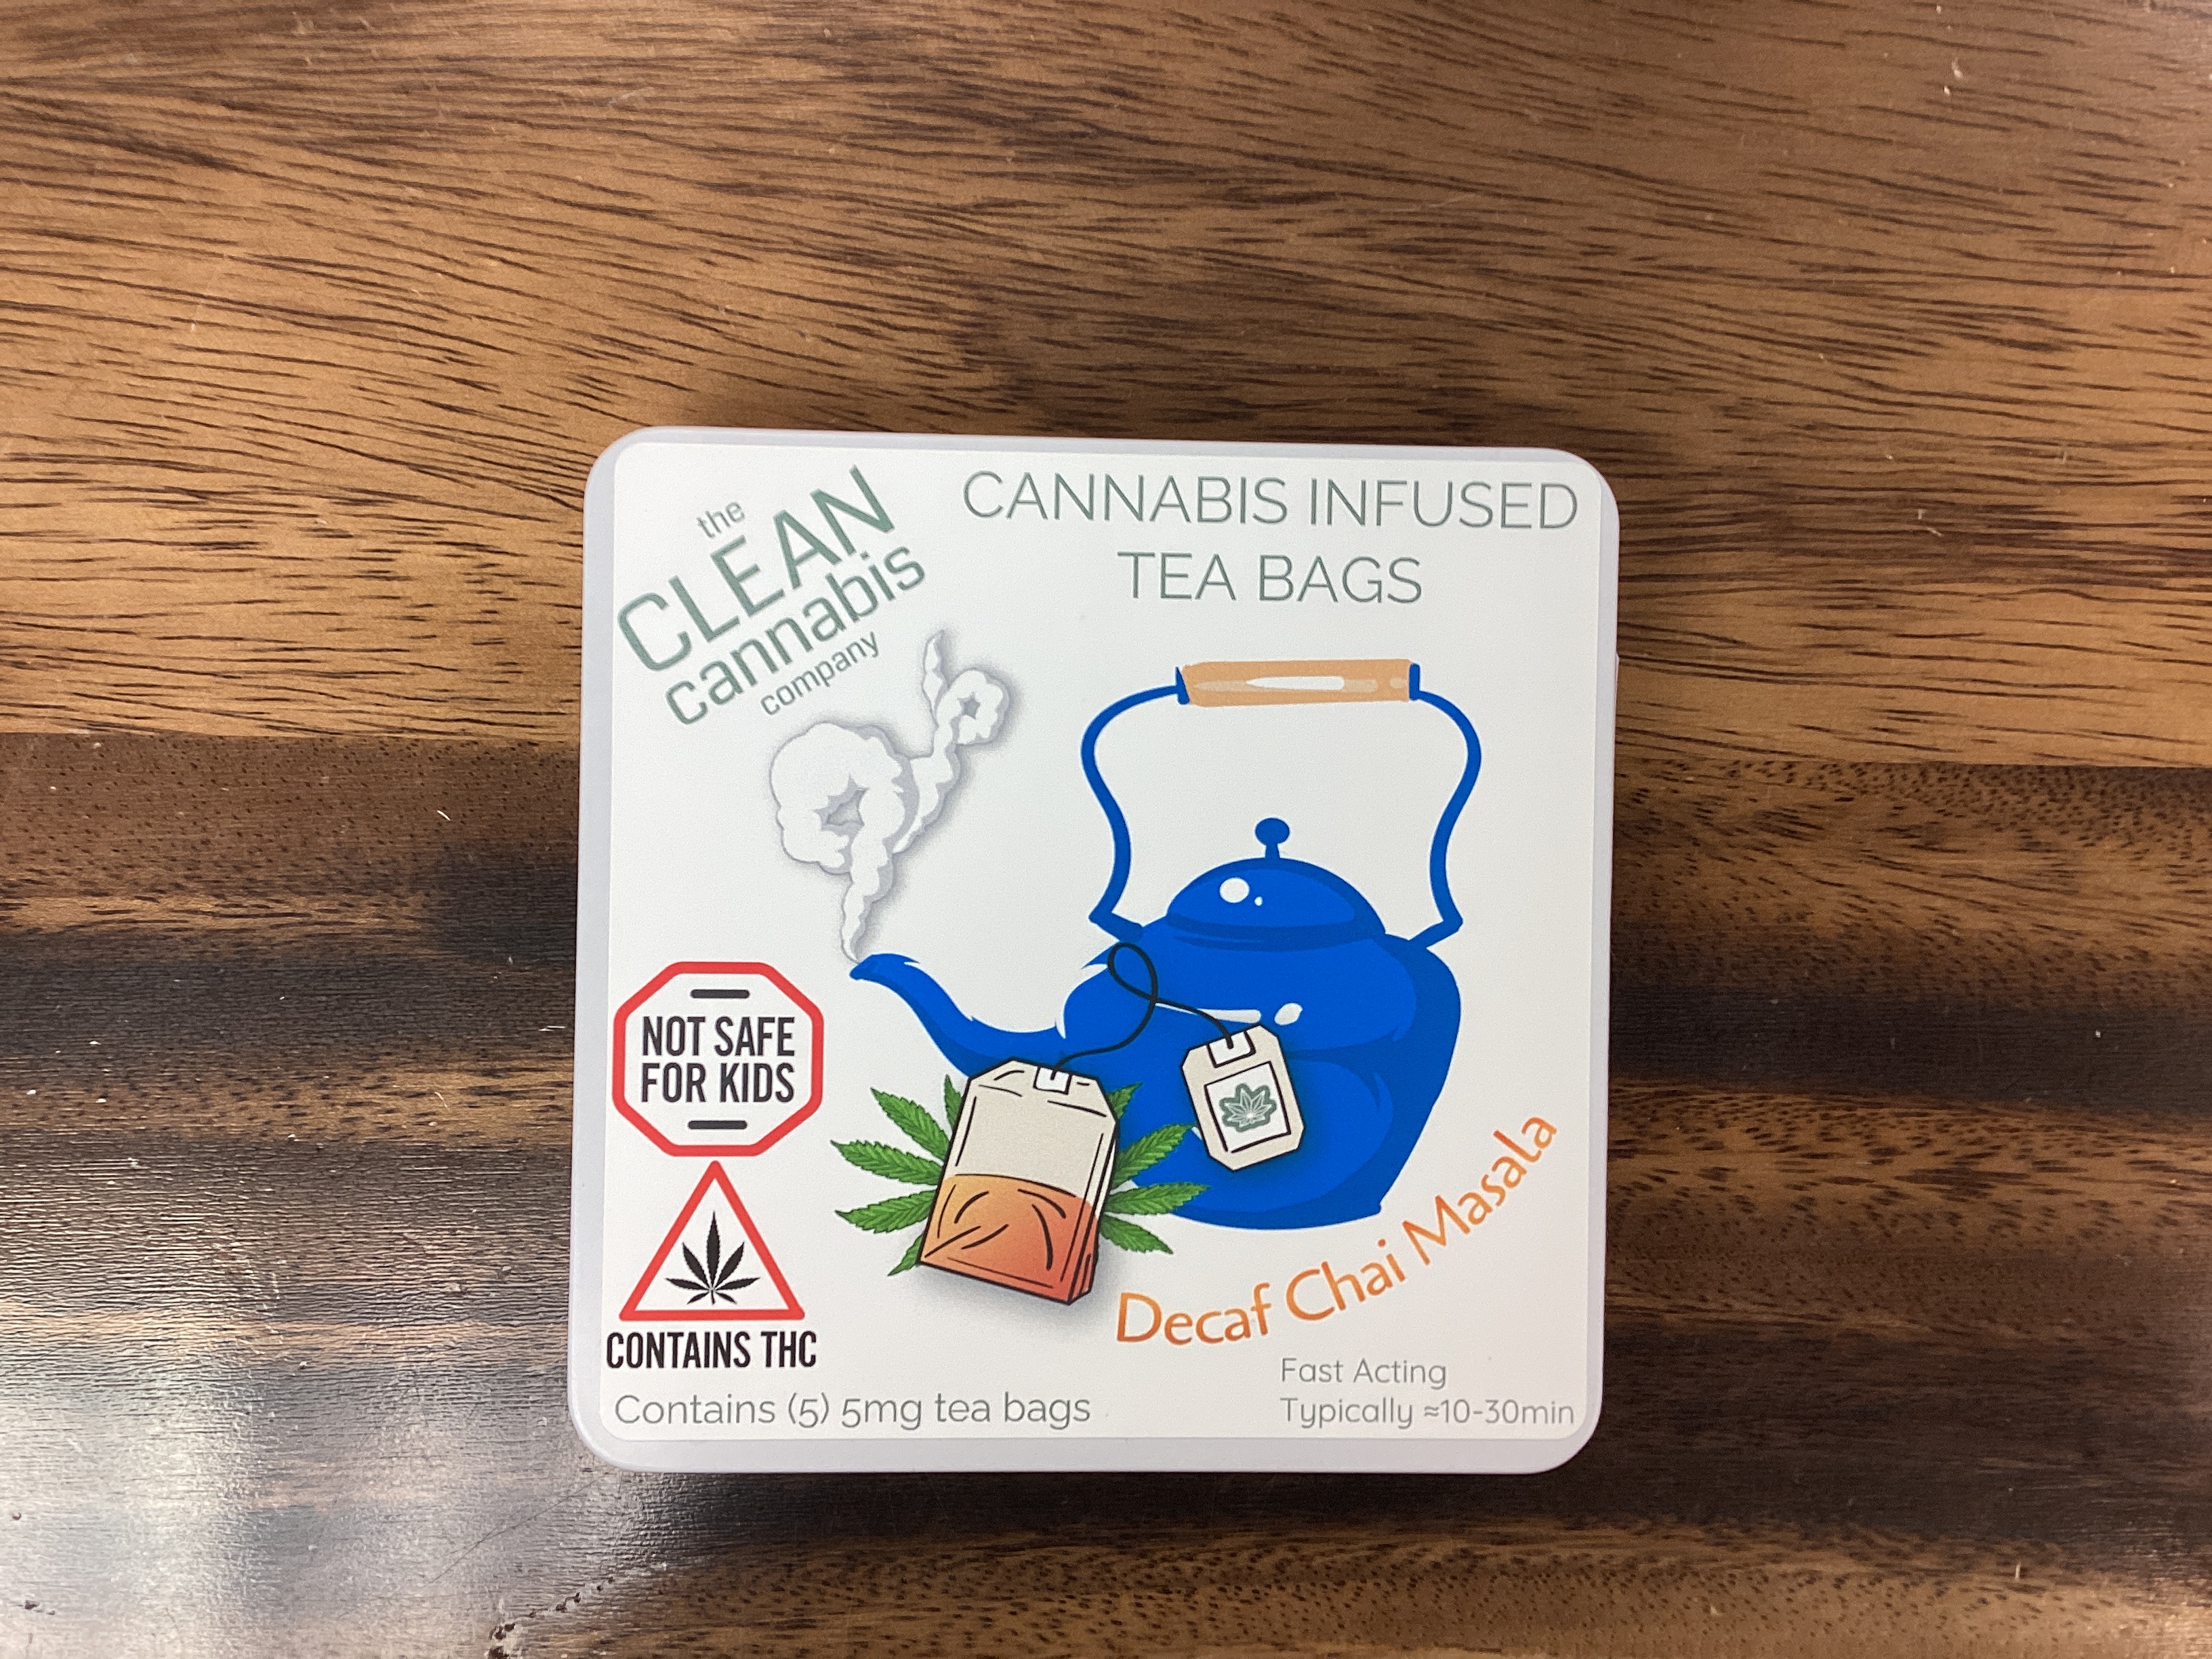 the
CLEAN
cannabis
company
CANNABIS INFUSED
TEA BAGS
NOT SAFE
FOR KIDS
CONTAINS THC
Decaf Chai Masala
Contains (5) 5mg tea bags
Fast Acting
Typically ≈10-30min